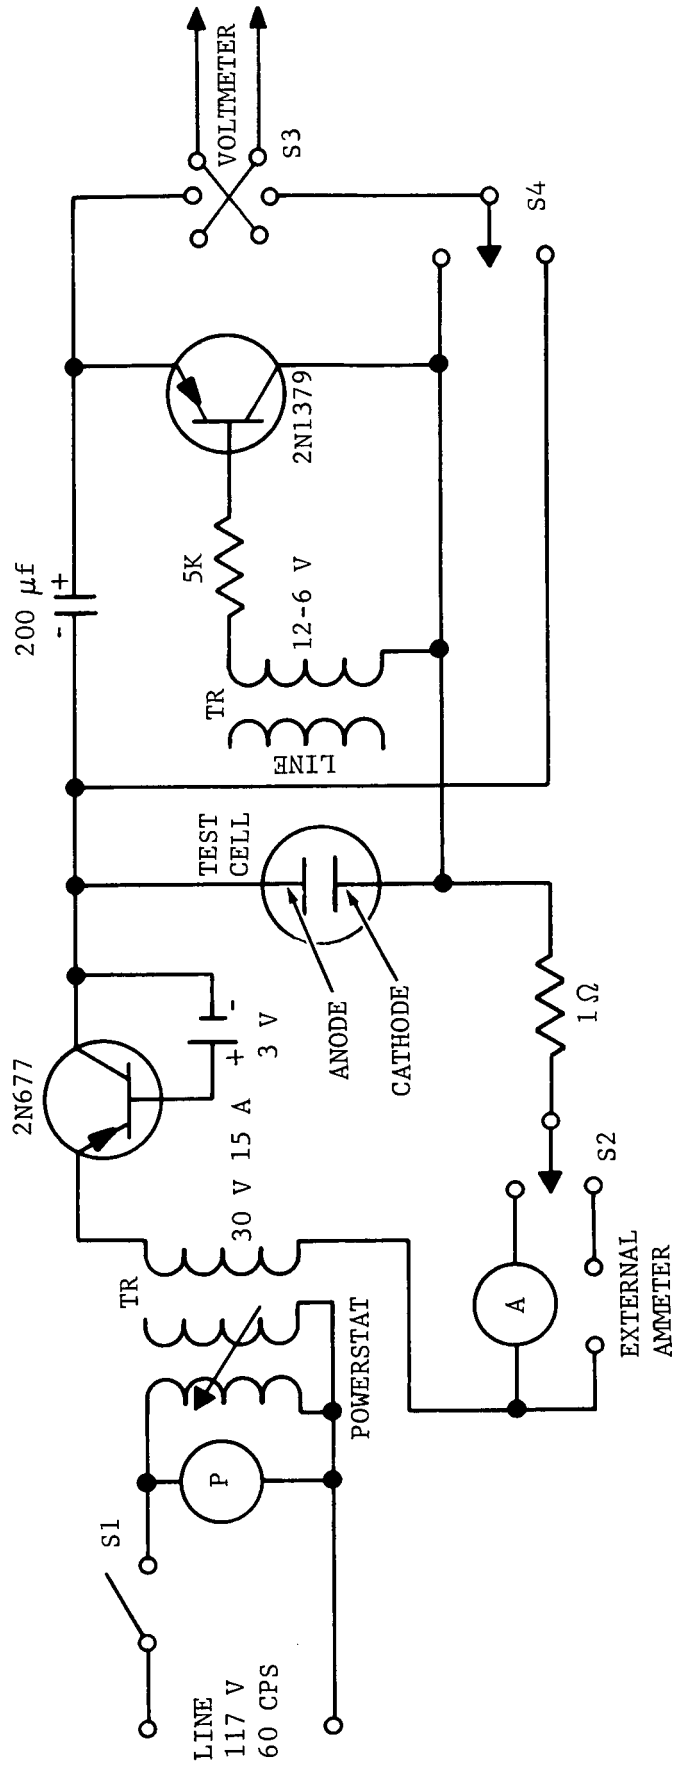 LINE
117 V
60 CPS
S1
P
POWERSTAT
TR
30 V 15 A
2N677
+
-
3 V
A
EXTERNAL
AMMETER
S2
1 Ω
ANODE
CATHODE
TEST
CELL
200 µf
-
+
LINE
TR
12-6 V
5K
2N1379
S3
VOLTMETER
S4